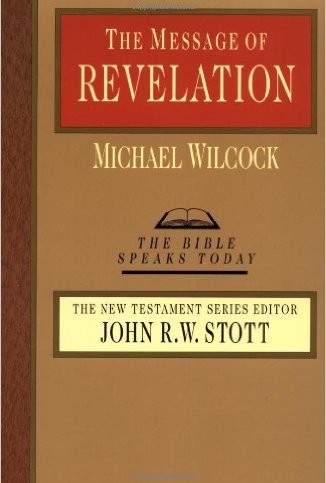 THE MESSAGE OF
REVELATION
MICHAEL WILCOCK
THE BIBLE
SPEAKS TODAY
THE NEW TESTAMENT SERIES EDITOR
JOHN R.W. STOTT